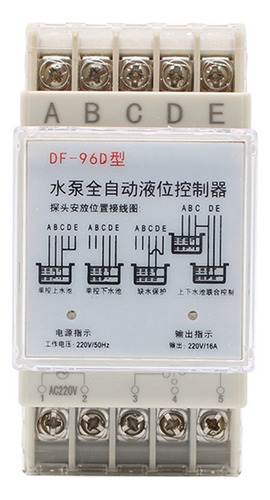 A B C D E
DF-96D型
水泵全自动液位控制器
探头安放位置接线图:
ABC DE
ABCDE ABCDE ABCDE
单控上水池 单控下水池 缺水保护 上下水池联合控制
电源指示 输出指示
工作电压: 220V/50Hz 输出: 220V/16A
1 AC220V 2 3 4 5